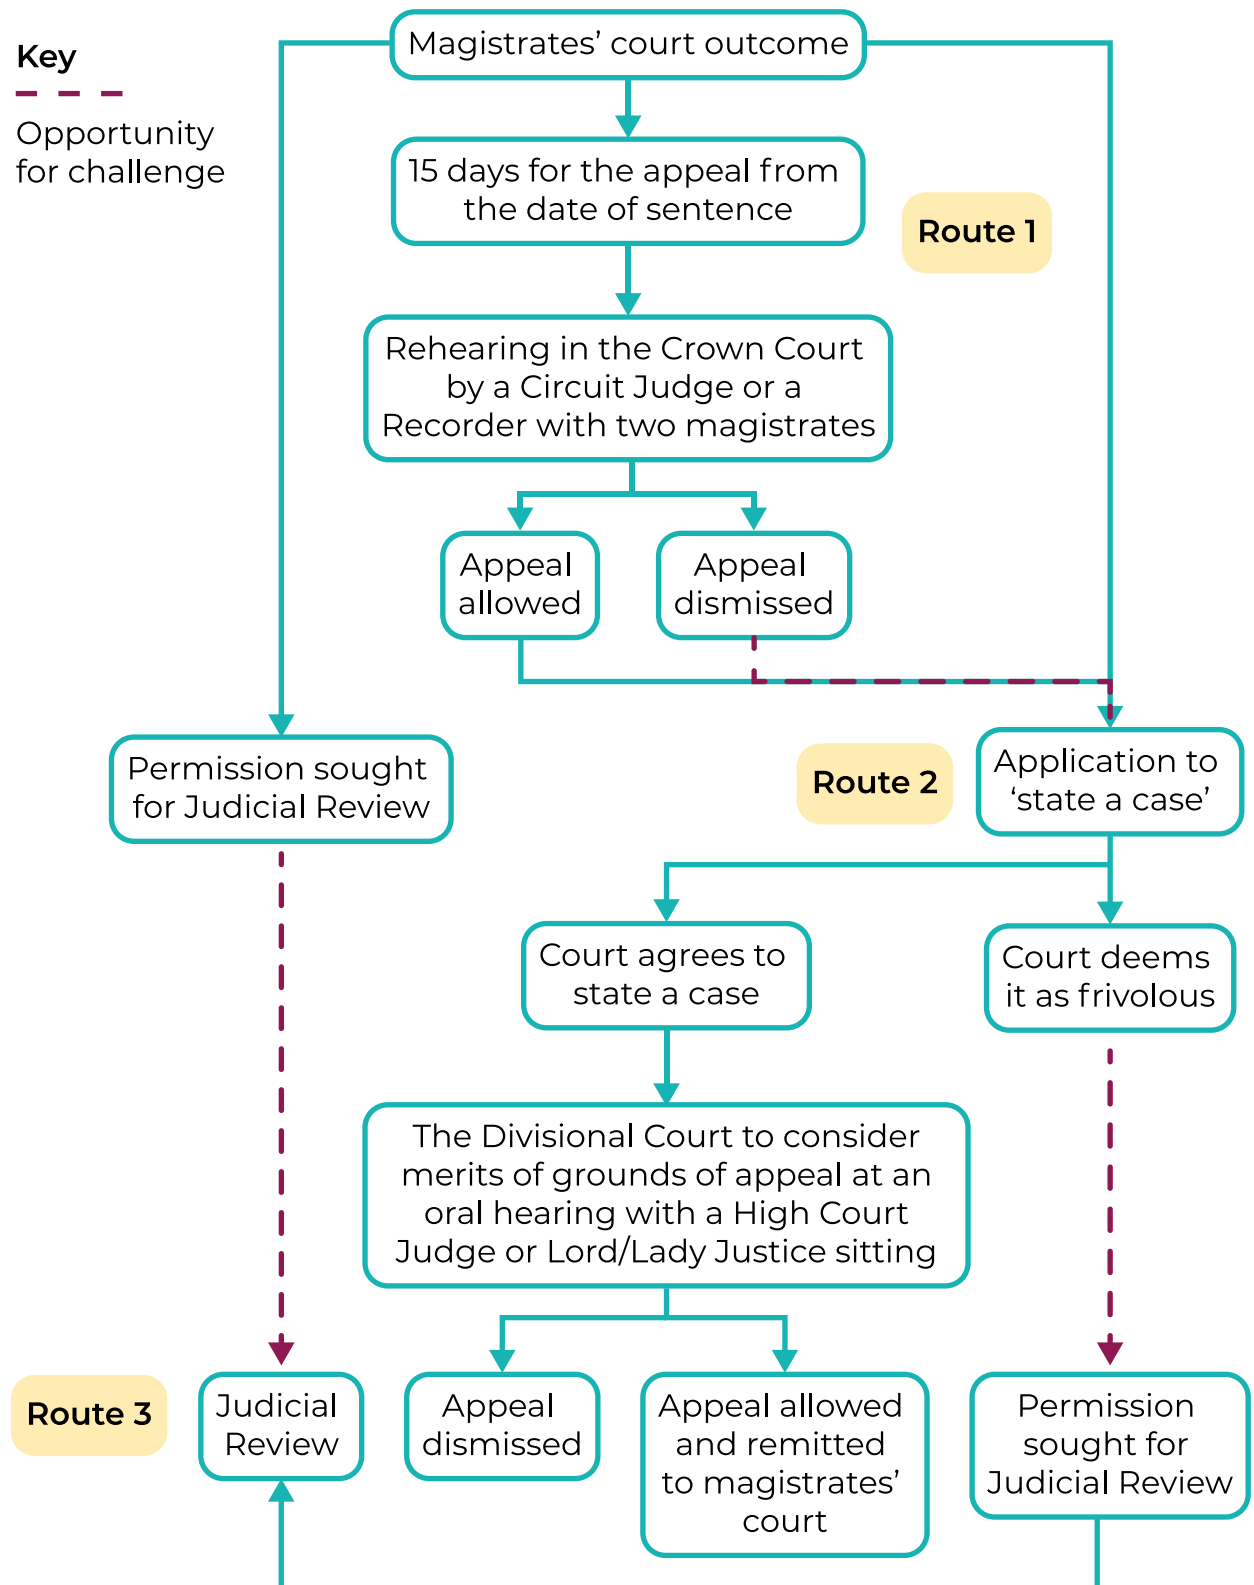 Magistrates’ court outcome
Key
Opportunity
for challenge
15 days for the appeal from
the date of sentence
Route 1
Rehearing in the Crown Court
by a Circuit Judge or a
Recorder with two magistrates
Appeal
allowed
Appeal
dismissed
Permission sought
for Judicial Review
Route 2
Application to
‘state a case’
Court agrees to
state a case
Court deems
it as frivolous
The Divisional Court to consider
merits of grounds of appeal at an
oral hearing with a High Court
Judge or Lord/Lady Justice sitting
Route 3
Judicial
Review
Appeal
dismissed
Appeal allowed
and remitted
to magistrates’
court
Permission
sought for
Judicial Review